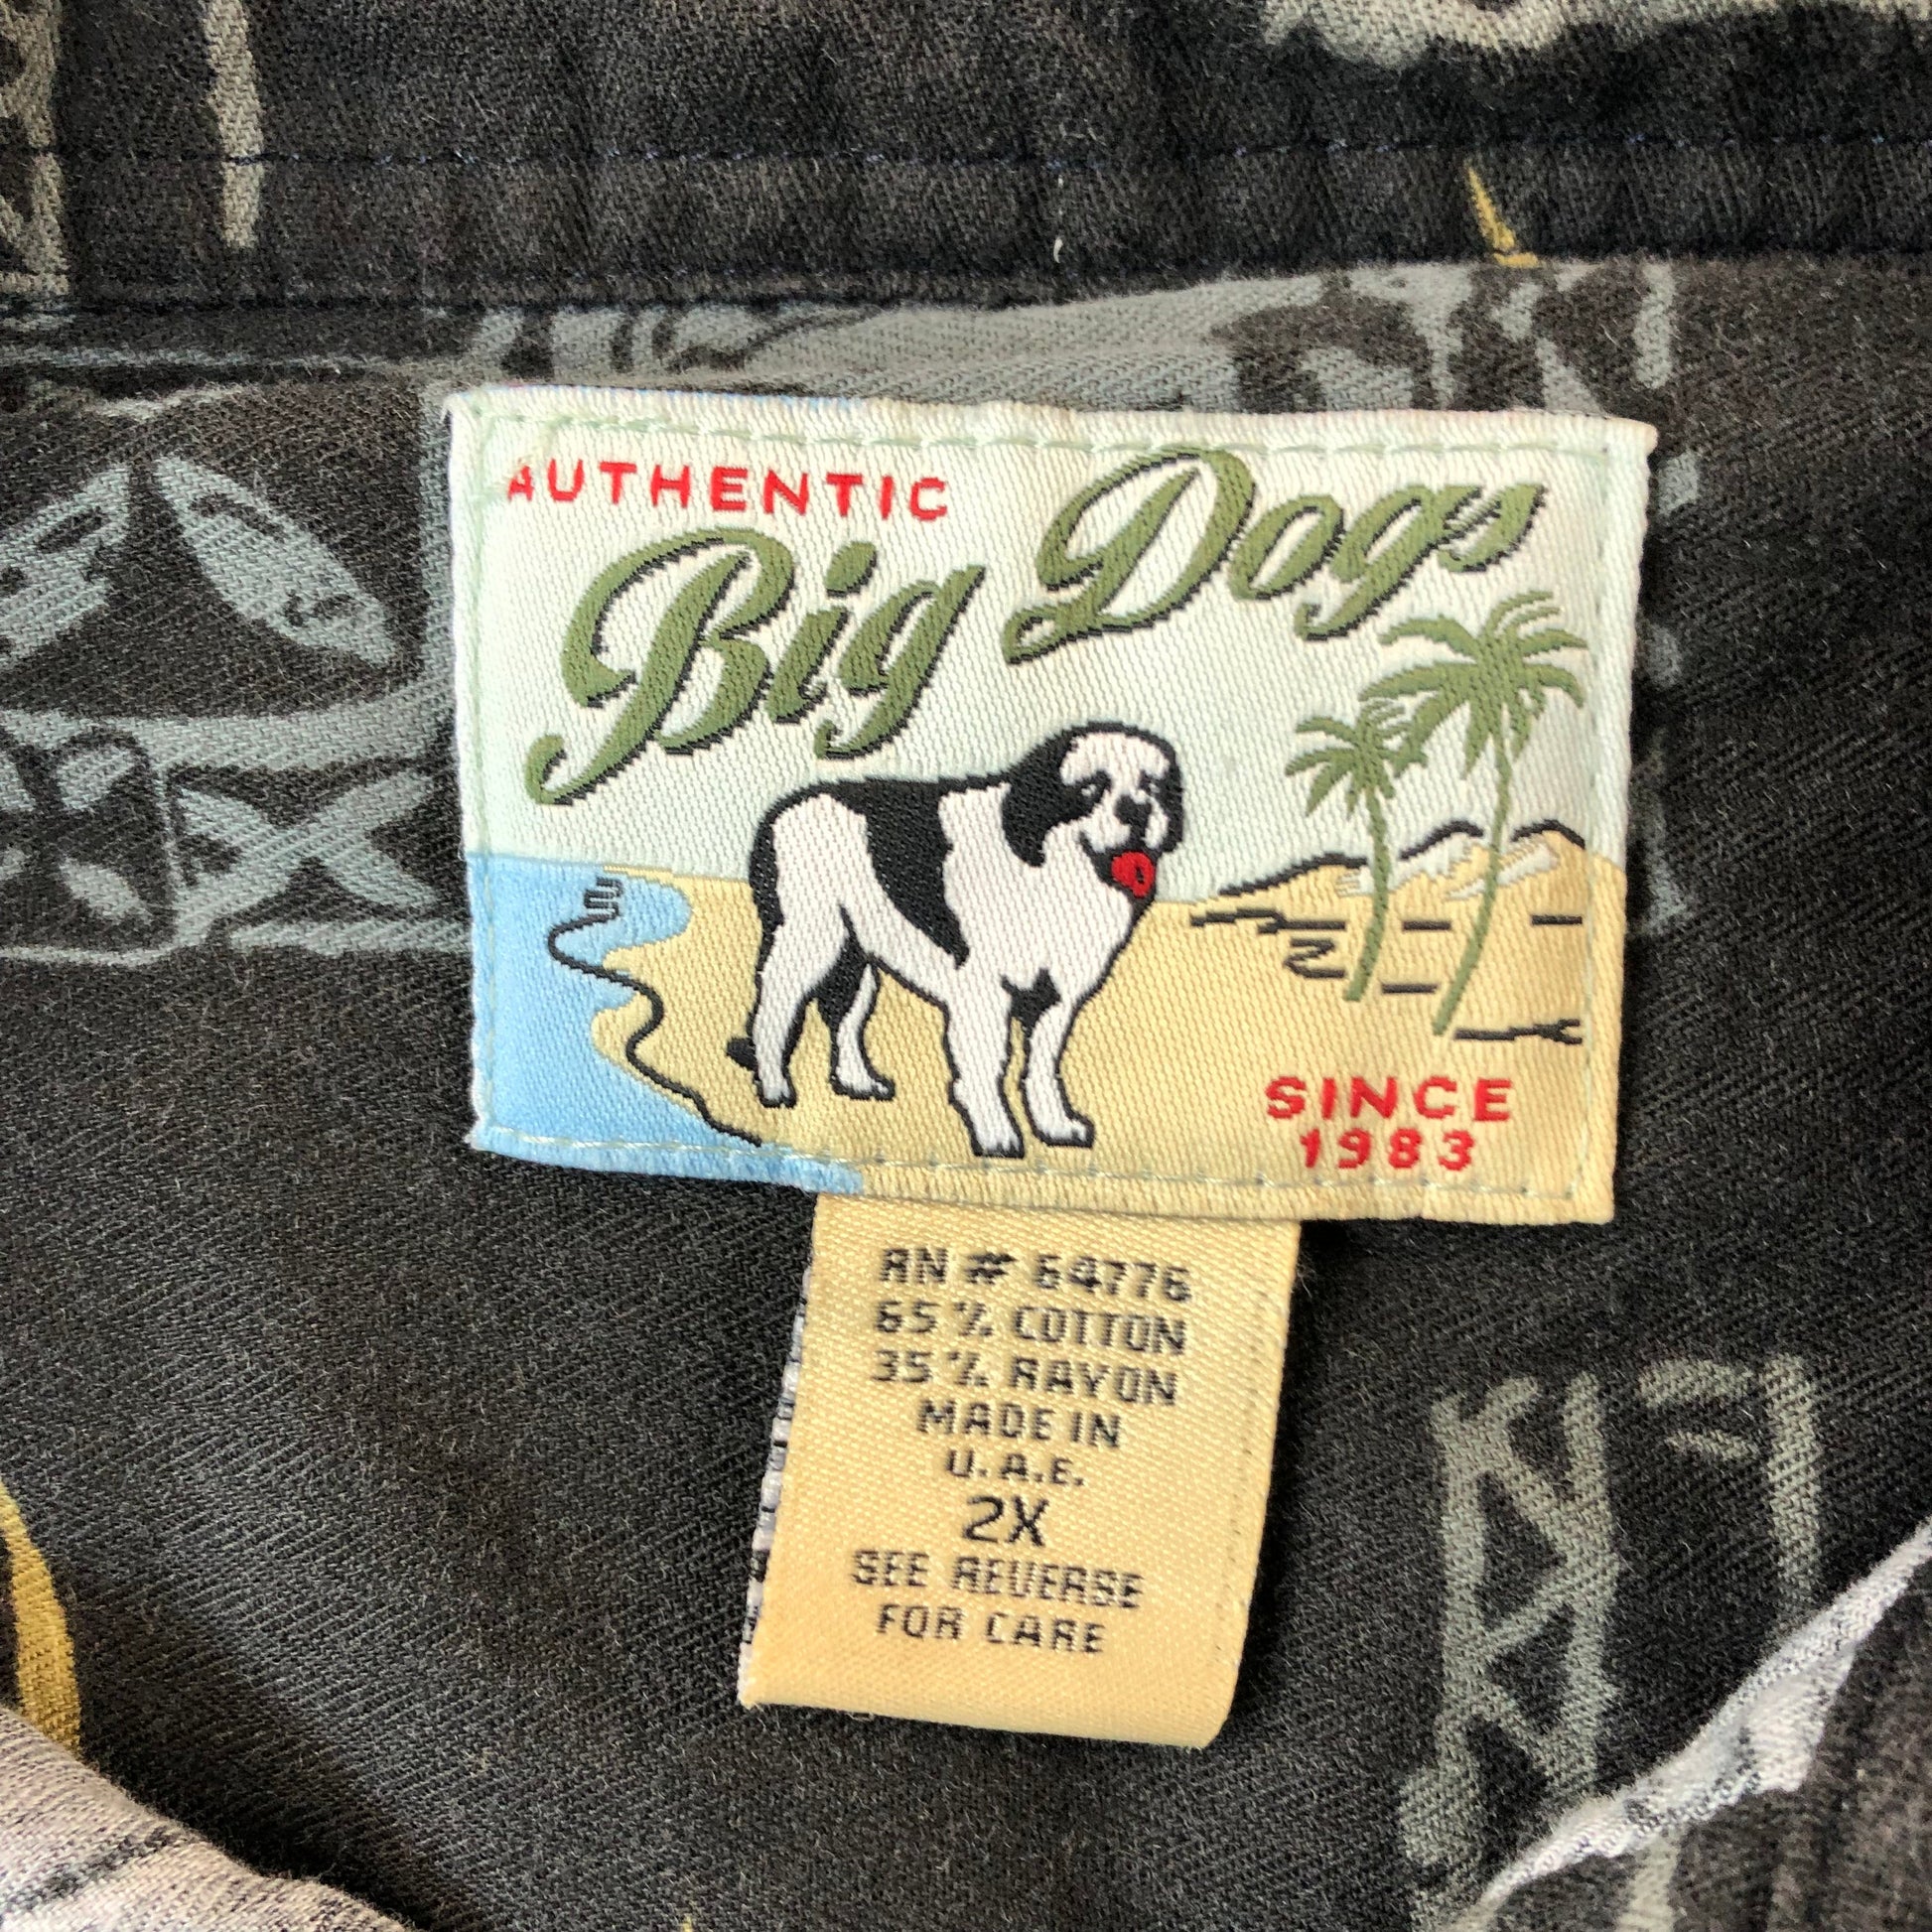 AUTHENTIC
Big Dogs
SINCE
1983
RN # 64776
65% COTTON
35% RAYON
MADE IN
U.A.E.
2X
SEE REVERSE
FOR CARE